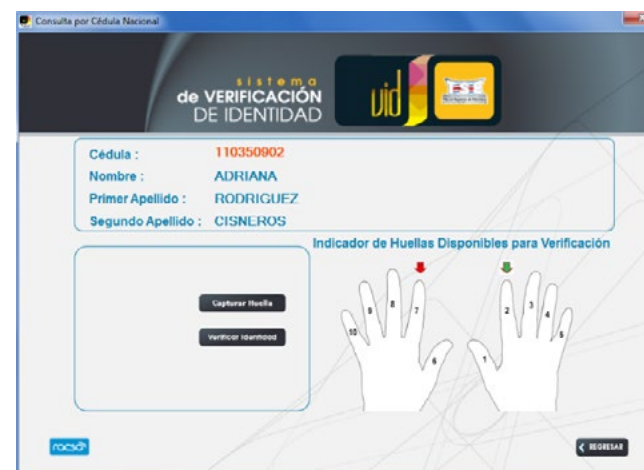 Consulta por Cédula Nacional
sistema
de VERIFICACIÓN
DE IDENTIDAD
vid
Cédula : 110350902
Nombre : ADRIANA
Primer Apellido : RODRIGUEZ
Segundo Apellido : CISNEROS
Indicador de Huellas Disponibles para Verificación
Capturar Huella
Verificar Identidad
10 9 8 7 6 1 2 3 4 5
racsa
REGRESAR